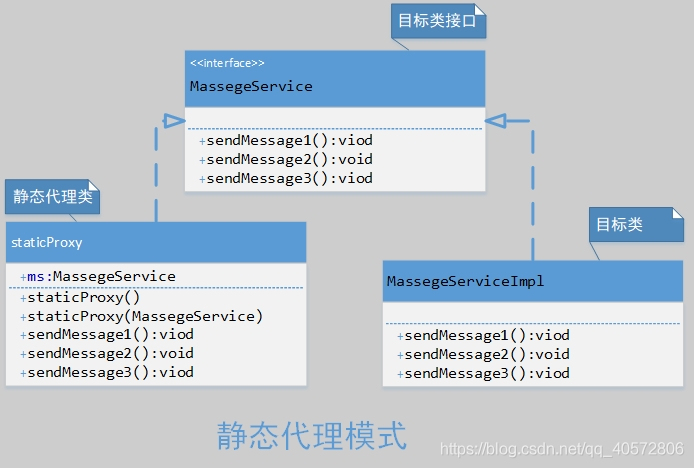 目标类接口
<<interface>>
MassegeService
+sendMessage1():viod
+sendMessage2():void
+sendMessage3():viod
静态代理类
staticProxy
+ms:MassegeService
+staticProxy()
+staticProxy(MassegeService)
+sendMessage1():viod
+sendMessage2():void
+sendMessage3():viod
目标类
MassegeServiceImpl
+sendMessage1():viod
+sendMessage2():void
+sendMessage3():viod
静态代理模式
https://blog.csdn.net/qq_40572806